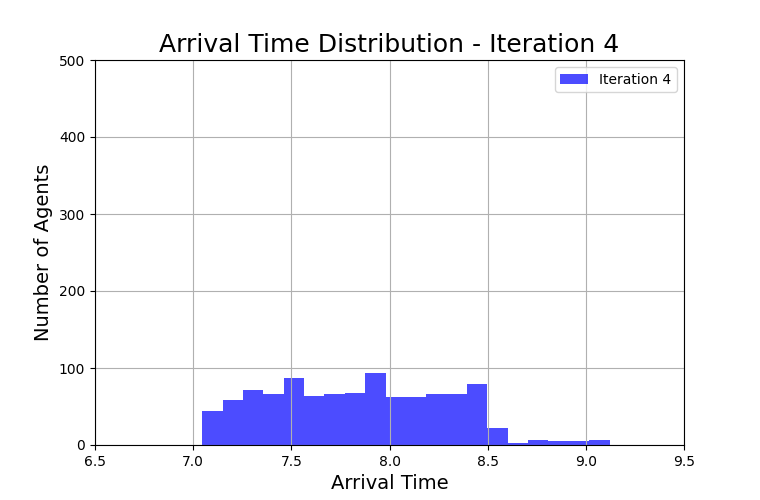 Arrival Time Distribution - Iteration 4
Iteration 4
500
400
300
200
100
0
Number of Agents
6.5 7.0 7.5 8.0 8.5 9.0 9.5
Arrival Time